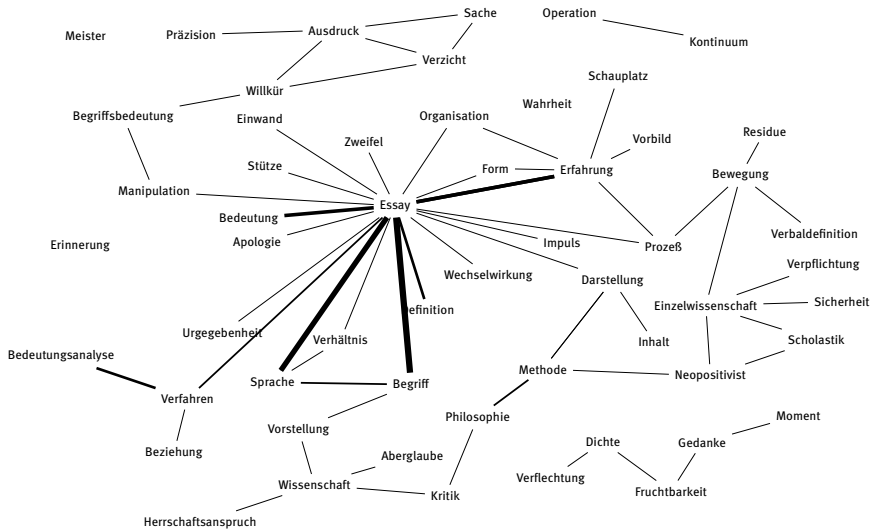 Sache
Operation
Meister
Präzision
Ausdruck
Kontinuum
Verzicht
Schauplatz
Willkür
Wahrheit
Begriffsbedeutung
Einwand
Organisation
Residue
Zweifel
Vorbild
Stütze
Form
Erfahrung
Bewegung
Manipulation
Essay
Bedeutung
Verbaldefinition
Erinnerung
Apologie
Impuls
Prozeß
Verpflichtung
Wechselwirkung
Darstellung
Definition
Einzelwissenschaft
Sicherheit
Urgegebenheit
Verhältnis
Inhalt
Scholastik
Bedeutungsanalyse
Methode
Neopositivist
Sprache
Begriff
Verfahren
Philosophie
Moment
Vorstellung
Dichte
Gedanke
Beziehung
Aberglaube
Verflechtung
Wissenschaft
Kritik
Fruchtbarkeit
Herrschaftsanspruch